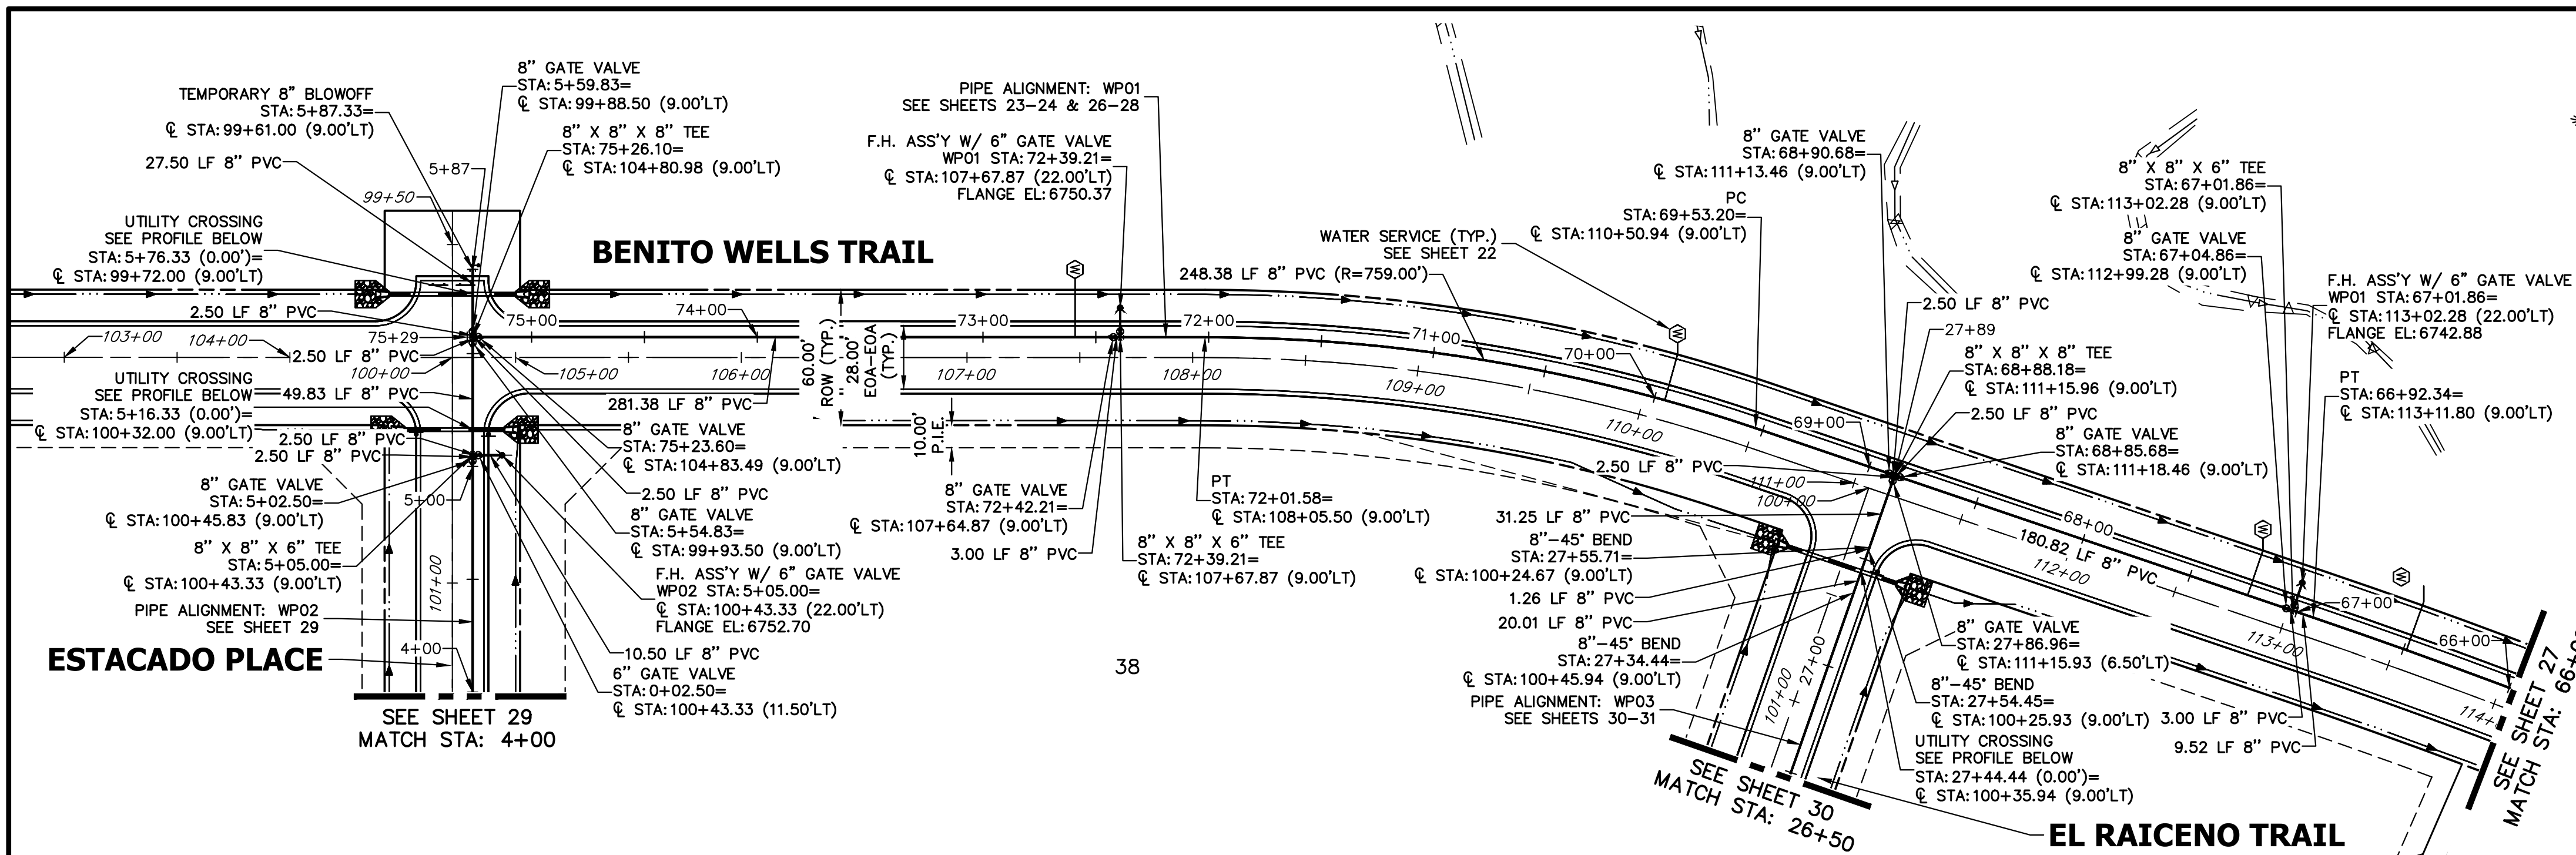 TEMPORARY 8" BLOWOFF
STA: 5+87.33=
℄ STA: 99+61.00 (9.00'LT)
27.50 LF 8" PVC
UTILITY CROSSING
SEE PROFILE BELOW
STA: 5+76.33 (0.00')=
℄ STA: 99+72.00 (9.00'LT)
8" GATE VALVE
STA: 5+59.83=
℄ STA: 99+88.50 (9.00'LT)
8" X 8" X 8" TEE
STA: 75+26.10=
℄ STA: 104+80.98 (9.00'LT)
5+87
99+50
BENITO WELLS TRAIL
2.50 LF 8" PVC
75+29
2.50 LF 8" PVC
103+00
104+00
100+00
105+00
106+00
107+00
108+00
109+00
110+00
111+00
100+00
112+00
113+00
75+00
74+00
73+00
72+00
71+00
70+00
69+00
68+00
67+00
66+00
UTILITY CROSSING
SEE PROFILE BELOW
STA: 5+16.33 (0.00')=
℄ STA: 100+32.00 (9.00'LT)
49.83 LF 8" PVC
2.50 LF 8" PVC
2.50 LF 8" PVC
8" GATE VALVE
STA: 5+02.50=
℄ STA: 100+45.83 (9.00'LT)
8" X 8" X 6" TEE
STA: 5+05.00=
℄ STA: 100+43.33 (9.00'LT)
PIPE ALIGNMENT: WP02
SEE SHEET 29
ESTACADO PLACE
5+00
101+00
4+00
SEE SHEET 29
MATCH STA: 4+00
281.38 LF 8" PVC
8" GATE VALVE
STA: 75+23.60=
℄ STA: 104+83.49 (9.00'LT)
2.50 LF 8" PVC
8" GATE VALVE
STA: 5+54.83=
℄ STA: 99+93.50 (9.00'LT)
F.H. ASS'Y W/ 6" GATE VALVE
WP02 STA: 5+05.00=
℄ STA: 100+43.33 (22.00'LT)
FLANGE EL: 6752.70
10.50 LF 8" PVC
6" GATE VALVE
STA: 0+02.50=
℄ STA: 100+43.33 (11.50'LT)
PIPE ALIGNMENT: WP01
SEE SHEETS 23-24 & 26-28
F.H. ASS'Y W/ 6" GATE VALVE
WP01 STA: 72+39.21=
℄ STA: 107+67.87 (22.00'LT)
FLANGE EL: 6750.37
60.00'
ROW (TYP.)
28.00'
EOA-EOA
(TYP.)
10.00'
P.I.E.
8" GATE VALVE
STA: 72+42.21=
℄ STA: 107+64.87 (9.00'LT)
3.00 LF 8" PVC
PT
STA: 72+01.58=
℄ STA: 108+05.50 (9.00'LT)
8" X 8" X 6" TEE
STA: 72+39.21=
℄ STA: 107+67.87 (9.00'LT)
38
W
WATER SERVICE (TYP.)
SEE SHEET 22
248.38 LF 8" PVC (R=759.00')
W
PC
STA: 69+53.20=
℄ STA: 110+50.94 (9.00'LT)
8" GATE VALVE
STA: 68+90.68=
℄ STA: 111+13.46 (9.00'LT)
2.50 LF 8" PVC
27+89
8" X 8" X 8" TEE
STA: 68+88.18=
℄ STA: 111+15.96 (9.00'LT)
2.50 LF 8" PVC
8" GATE VALVE
STA: 68+85.68=
℄ STA: 111+18.46 (9.00'LT)
8" X 8" X 6" TEE
STA: 67+01.86=
℄ STA: 113+02.28 (9.00'LT)
8" GATE VALVE
STA: 67+04.86=
℄ STA: 112+99.28 (9.00'LT)
F.H. ASS'Y W/ 6" GATE VALVE
WP01 STA: 67+01.86=
℄ STA: 113+02.28 (22.00'LT)
FLANGE EL: 6742.88
PT
STA: 66+92.34=
℄ STA: 113+11.80 (9.00'LT)
2.50 LF 8" PVC
31.25 LF 8" PVC
8"-45° BEND
STA: 27+55.71=
℄ STA: 100+24.67 (9.00'LT)
1.26 LF 8" PVC
20.01 LF 8" PVC
8"-45° BEND
STA: 27+34.44=
℄ STA: 100+45.94 (9.00'LT)
PIPE ALIGNMENT: WP03
SEE SHEETS 30-31
101+00
27+00
SEE SHEET 30
MATCH STA: 26+50
180.82 LF 8" PVC
W
W
8" GATE VALVE
STA: 27+86.96=
℄ STA: 111+15.93 (6.50'LT)
8"-45° BEND
STA: 27+54.45=
℄ STA: 100+25.93 (9.00'LT)
UTILITY CROSSING
SEE PROFILE BELOW
STA: 27+44.44 (0.00')=
℄ STA: 100+35.94 (9.00'LT)
3.00 LF 8" PVC
9.52 LF 8" PVC
EL RAICENO TRAIL
SEE SHEET 27
MATCH STA: